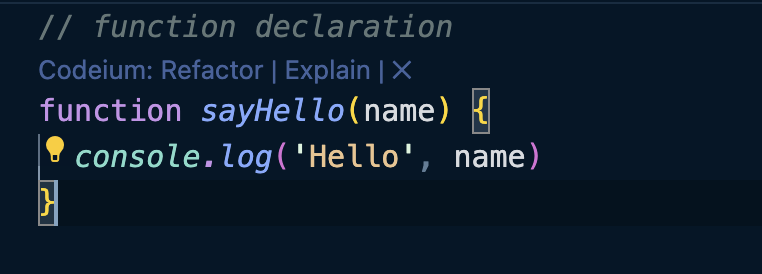 // function declaration
Codeium: Refactor | Explain | ×
function sayHello(name) {
console.log('Hello', name)
}